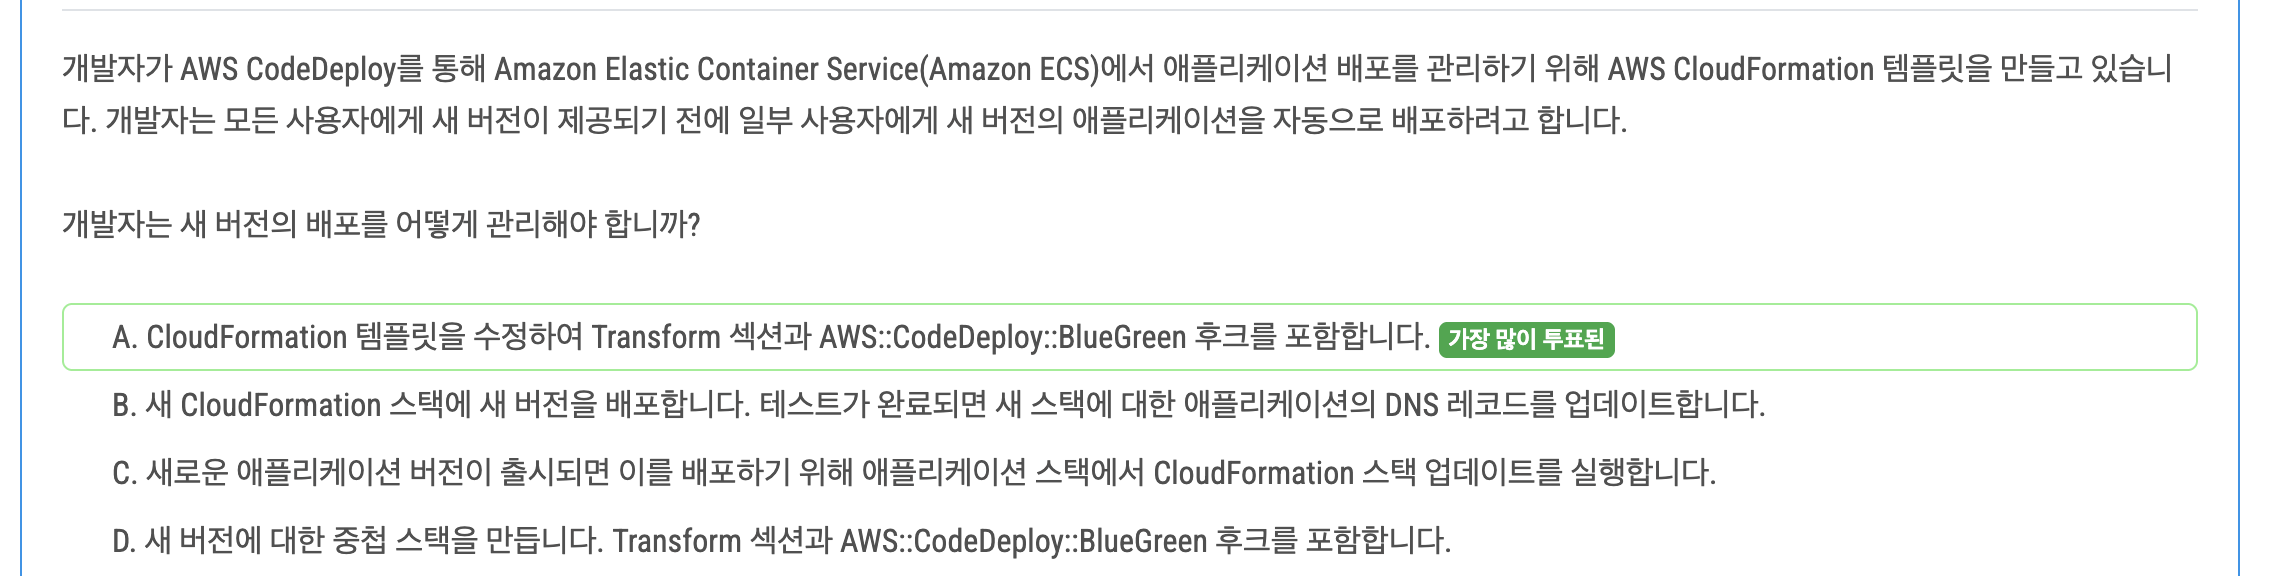 개발자가 AWS CodeDeploy를 통해 Amazon Elastic Container Service(Amazon ECS)에서 애플리케이션 배포를 관리하기 위해 AWS CloudFormation 템플릿을 만들고 있습니
다. 개발자는 모든 사용자에게 새 버전이 제공되기 전에 일부 사용자에게 새 버전의 애플리케이션을 자동으로 배포하려고 합니다.
개발자는 새 버전의 배포를 어떻게 관리해야 합니까?
A. CloudFormation 템플릿을 수정하여 Transform 섹션과 AWS::CodeDeploy::BlueGreen 후크를 포함합니다. 가장 많이 투표된
B. 새 CloudFormation 스택에 새 버전을 배포합니다. 테스트가 완료되면 새 스택에 대한 애플리케이션의 DNS 레코드를 업데이트합니다.
C. 새로운 애플리케이션 버전이 출시되면 이를 배포하기 위해 애플리케이션 스택에서 CloudFormation 스택 업데이트를 실행합니다.
D. 새 버전에 대한 중첩 스택을 만듭니다. Transform 섹션과 AWS::CodeDeploy::BlueGreen 후크를 포함합니다.